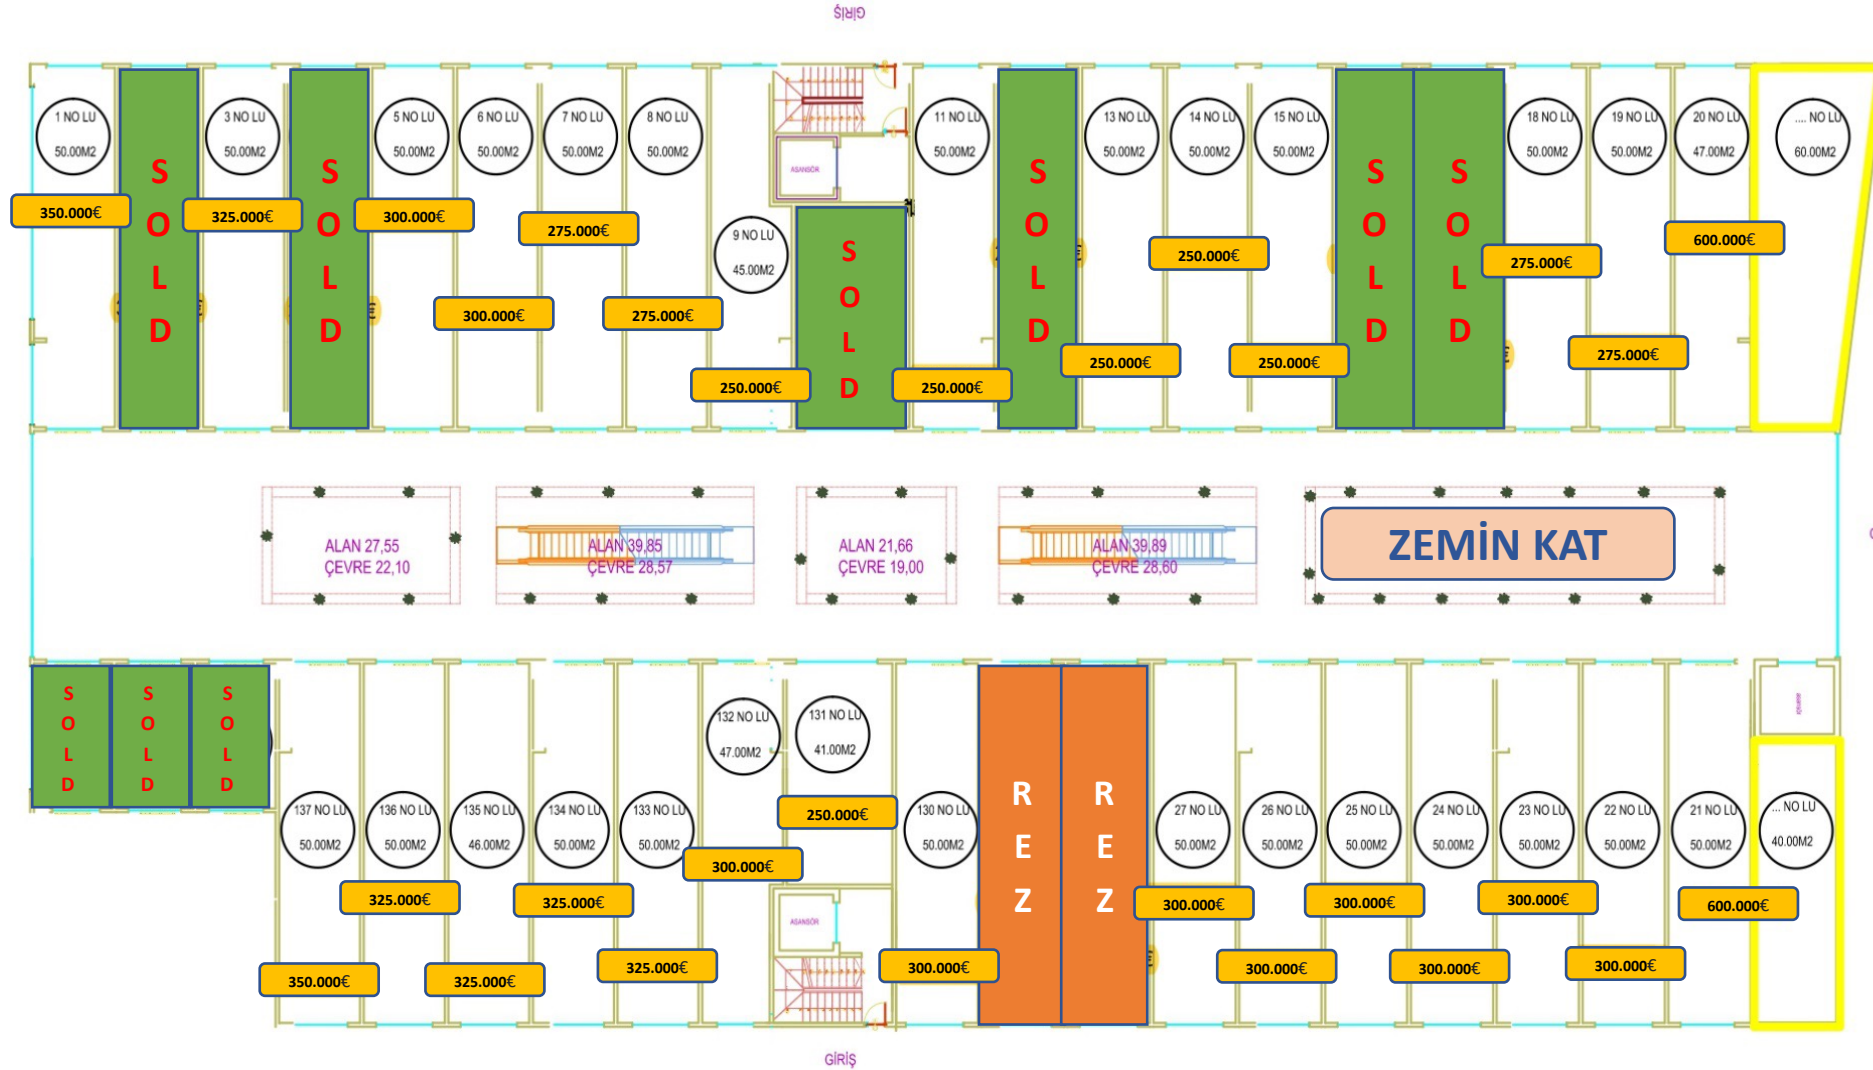 GİRİŞ
1 NO LU
50.00M2
350.000€
SOLD
3 NO LU
50.00M2
325.000€
SOLD
5 NO LU
50.00M2
300.000€
6 NO LU
50.00M2
300.000€
7 NO LU
50.00M2
275.000€
8 NO LU
50.00M2
275.000€
9 NO LU
45.00M2
250.000€
ASANSÖR
SOLD
11 NO LU
50.00M2
250.000€
SOLD
13 NO LU
50.00M2
250.000€
14 NO LU
50.00M2
250.000€
15 NO LU
50.00M2
250.000€
SOLD
SOLD
18 NO LU
50.00M2
275.000€
19 NO LU
50.00M2
275.000€
20 NO LU
47.00M2
600.000€
.... NO LU
60.00M2
ALAN 27,55
ÇEVRE 22,10
ALAN 39,85
ÇEVRE 28,57
ALAN 21,66
ÇEVRE 19,00
ALAN 39,89
ÇEVRE 28,60
ZEMİN KAT
SOLD
SOLD
SOLD
137 NO LU
50.00M2
350.000€
136 NO LU
50.00M2
325.000€
135 NO LU
46.00M2
325.000€
134 NO LU
50.00M2
325.000€
133 NO LU
50.00M2
325.000€
132 NO LU
47.00M2
300.000€
131 NO LU
41.00M2
250.000€
ASANSÖR
130 NO LU
50.00M2
300.000€
REZ
REZ
27 NO LU
50.00M2
300.000€
26 NO LU
50.00M2
300.000€
25 NO LU
50.00M2
300.000€
24 NO LU
50.00M2
300.000€
23 NO LU
50.00M2
300.000€
22 NO LU
50.00M2
300.000€
21 NO LU
50.00M2
600.000€
... NO LU
40.00M2
ASANSÖR
GİRİŞ